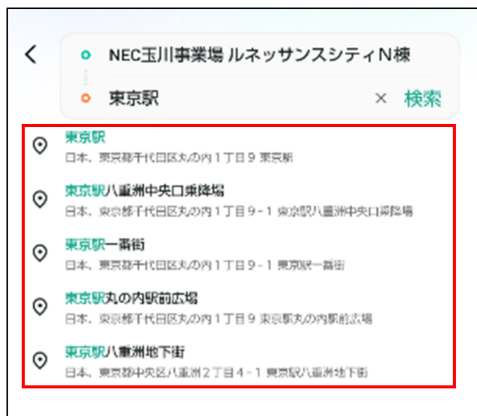 NEC玉川事業場 ルネッサンスシティN棟
東京駅 × 検索
東京駅
日本、東京都千代田区丸の内1丁目9 東京駅
東京駅八重洲中央口乗降場
日本、東京都千代田区丸の内1丁目9-1 東京駅八重洲中央口乗降場
東京駅一番街
日本、東京都千代田区丸の内1丁目9-1 東京駅一番街
東京駅丸の内駅前広場
日本、東京都千代田区丸の内1丁目9 東京駅丸の内駅前広場
東京駅八重洲地下街
日本、東京都中央区八重洲2丁目4-1 東京駅八重洲地下街